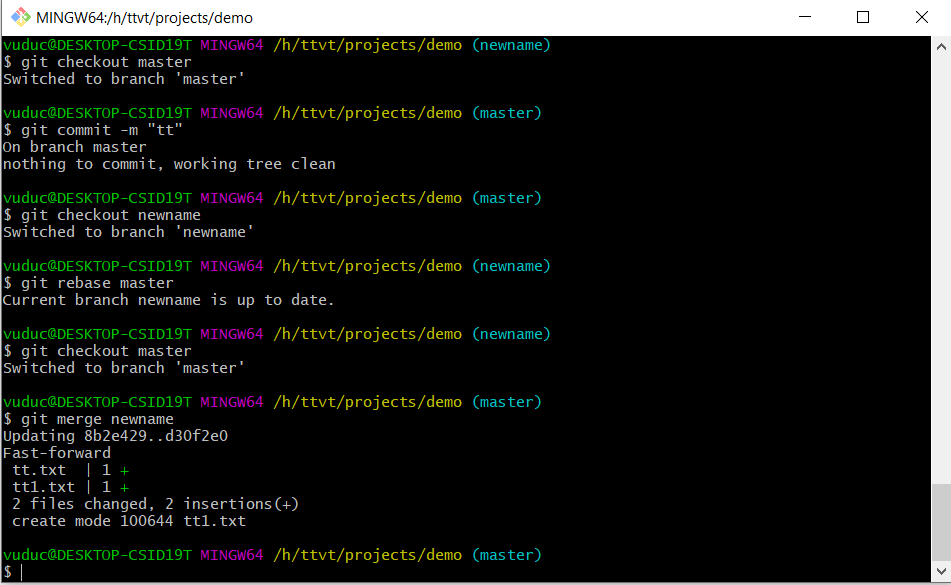 MINGW64:/h/ttvt/projects/demo
vuduc@DESKTOP-CSID19T MINGW64 /h/ttvt/projects/demo (newname)
$ git checkout master
Switched to branch 'master'
vuduc@DESKTOP-CSID19T MINGW64 /h/ttvt/projects/demo (master)
$ git commit -m "tt"
On branch master
nothing to commit, working tree clean
vuduc@DESKTOP-CSID19T MINGW64 /h/ttvt/projects/demo (master)
$ git checkout newname
Switched to branch 'newname'
vuduc@DESKTOP-CSID19T MINGW64 /h/ttvt/projects/demo (newname)
$ git rebase master
Current branch newname is up to date.
vuduc@DESKTOP-CSID19T MINGW64 /h/ttvt/projects/demo (newname)
$ git checkout master
Switched to branch 'master'
vuduc@DESKTOP-CSID19T MINGW64 /h/ttvt/projects/demo (master)
$ git merge newname
Updating 8b2e429..d30f2e0
Fast-forward
 tt.txt  | 1 +
 tt1.txt | 1 +
 2 files changed, 2 insertions(+)
 create mode 100644 tt1.txt
vuduc@DESKTOP-CSID19T MINGW64 /h/ttvt/projects/demo (master)
$